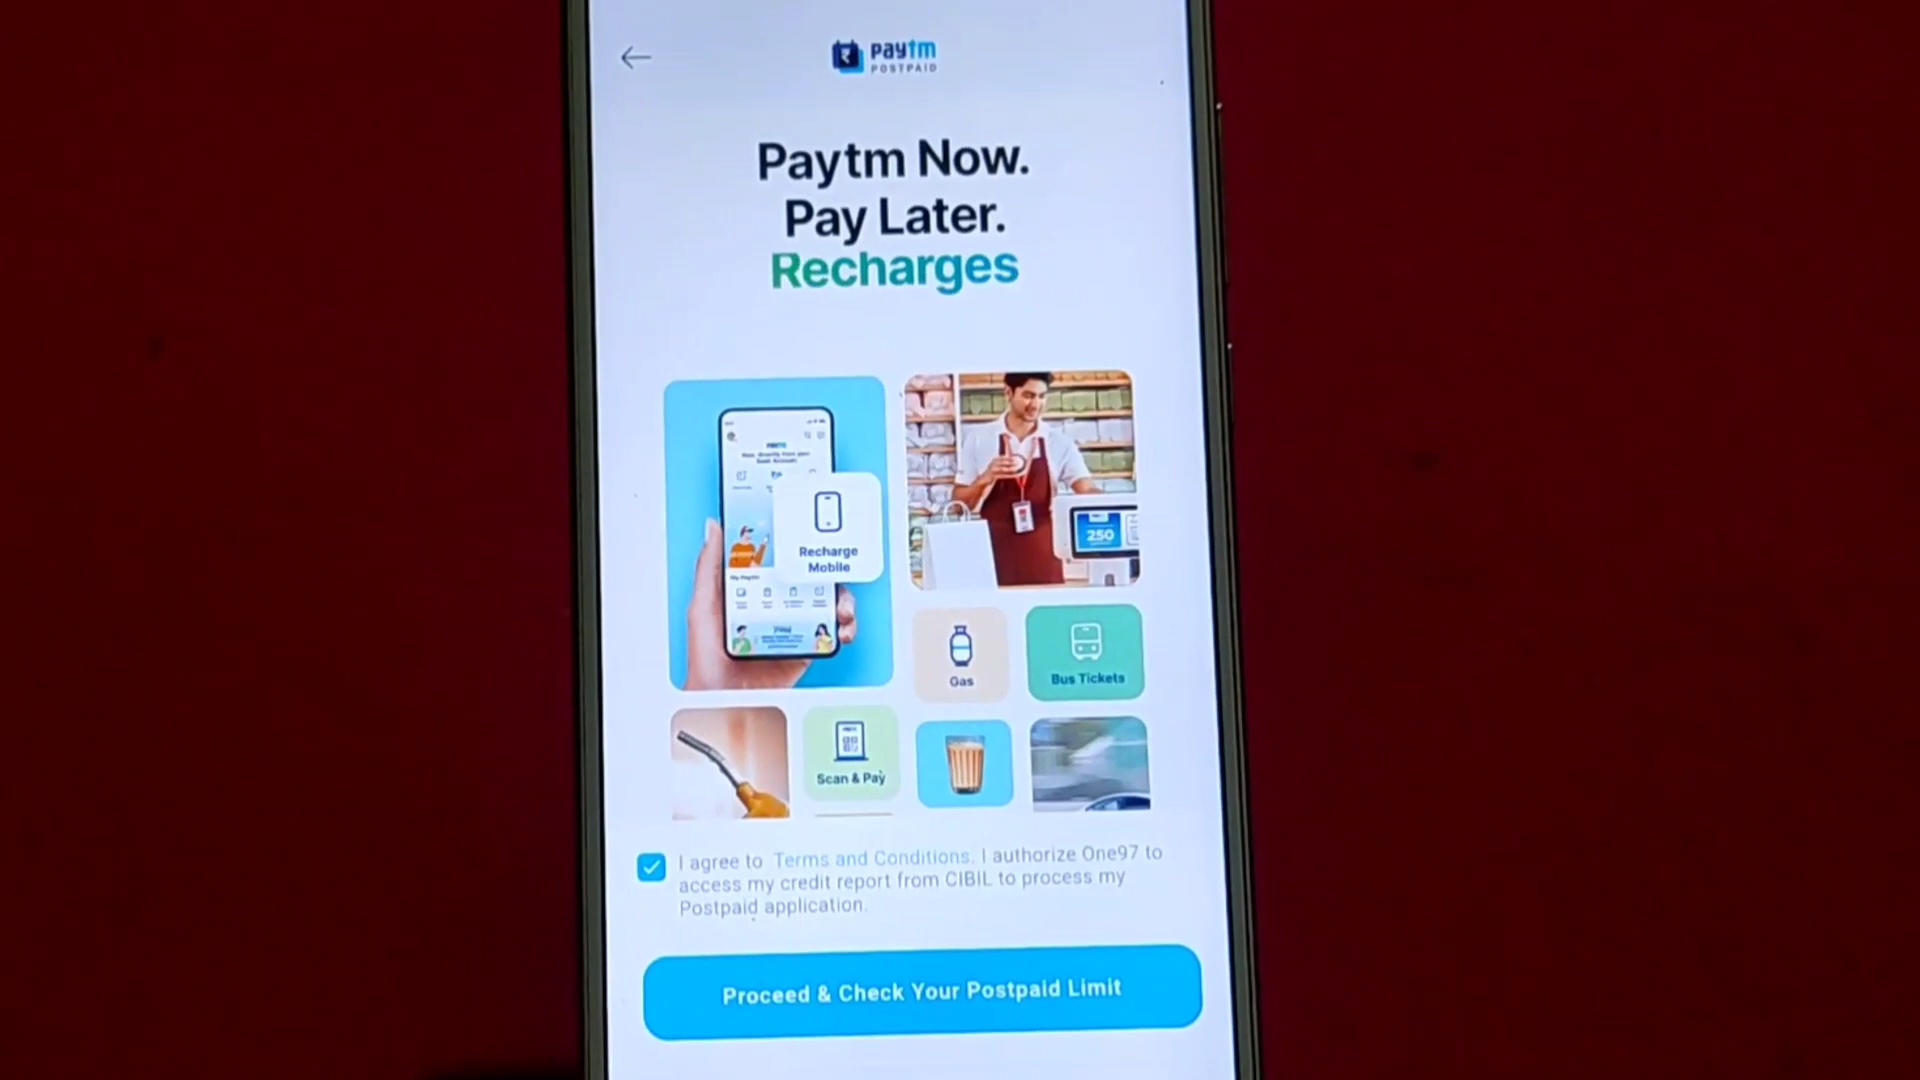 paytm
POSTPAID
Paytm Now.
Pay Later.
Recharges
Recharge
Mobile
250
Gas
Bus Tickets
Scan & Pay
I agree to Terms and Conditions. I authorize One97 to
access my credit report from CIBIL to process my
Postpaid application.
Proceed & Check Your Postpaid Limit